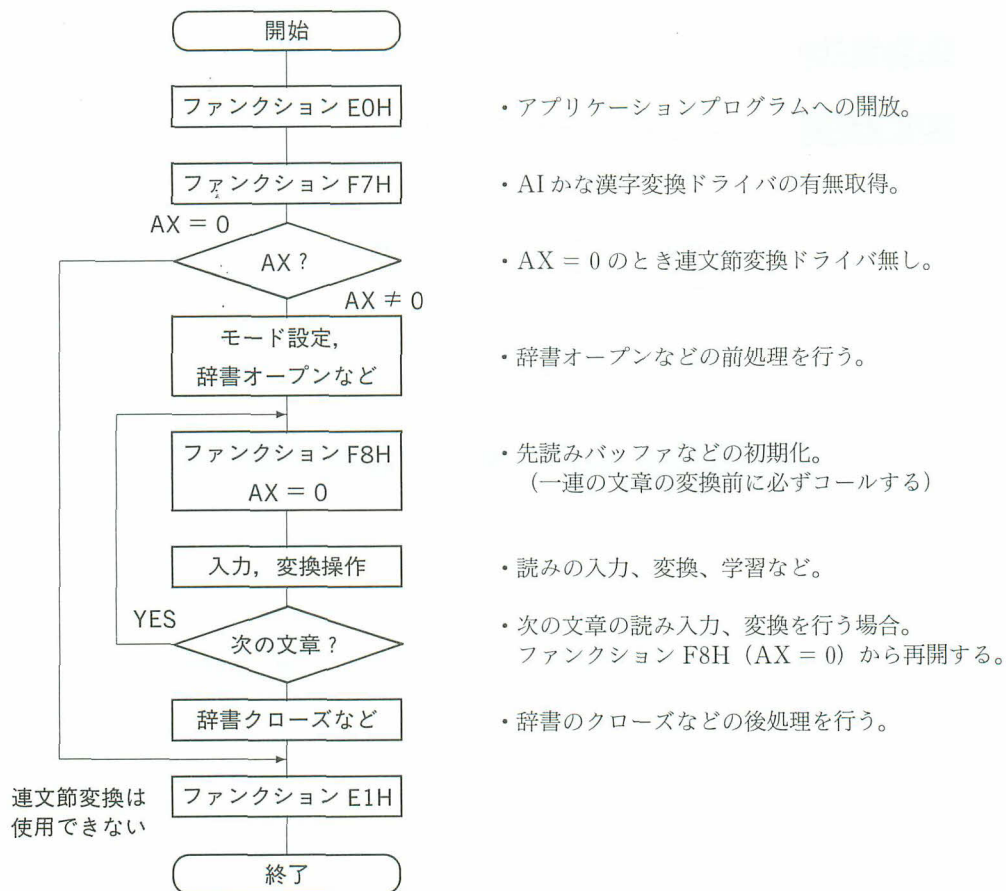 開始
ファンクション E0H
・アプリケーションプログラムへの開放。
ファンクション F7H
・AI かな漢字変換ドライバの有無取得。
AX = 0
AX ?
・AX = 0 のとき連文節変換ドライバ無し。
AX ≠ 0
モード設定,
辞書オープンなど
・辞書オープンなどの前処理を行う。
ファンクション F8H
AX = 0
・先読みバッファなどの初期化。
（一連の文章の変換前に必ずコールする）
入力, 変換操作
・読みの入力、変換、学習など。
YES
次の文章 ?
・次の文章の読み入力、変換を行う場合。
ファンクション F8H（AX = 0）から再開する。
辞書クローズなど
・辞書のクローズなどの後処理を行う。
連文節変換は
使用できない
ファンクション E1H
終了